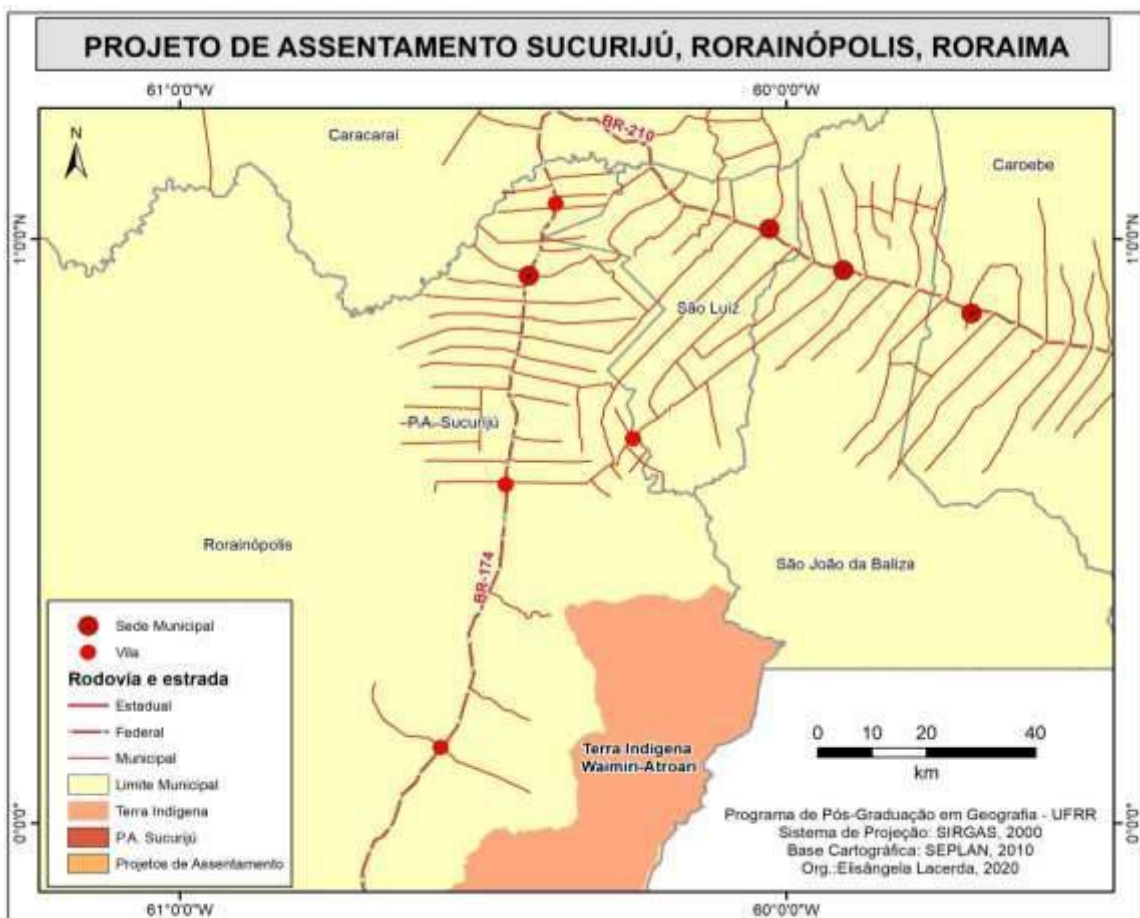 PROJETO DE ASSENTAMENTO SUCURIJÚ, RORAINÓPOLIS, RORAIMA
61°0'0"W
60°0'0"W
N
Caracaraí
BR-210
Caroebe
1°0'0"N
1°0'0"N
São Luiz
P.A. Sucurijú
Rorainópolis
BR-174
São João da Baliza
Terra Indígena
Waimiri-Atroari
Sede Municipal
Vila
Rodovia e estrada
Estadual
Federal
Municipal
Limite Municipal
Terra Indígena
P.A. Sucurijú
Projetos de Assentamento
0 10 20 40
km
Programa de Pós-Graduação em Geografia - UFRR
Sistema de Projeção: SIRGAS, 2000
Base Cartográfica: SEPLAN, 2010
Org.:Elisângela Lacerda, 2020
0°0'0"
0°0'0"
61°0'0"W
60°0'0"W